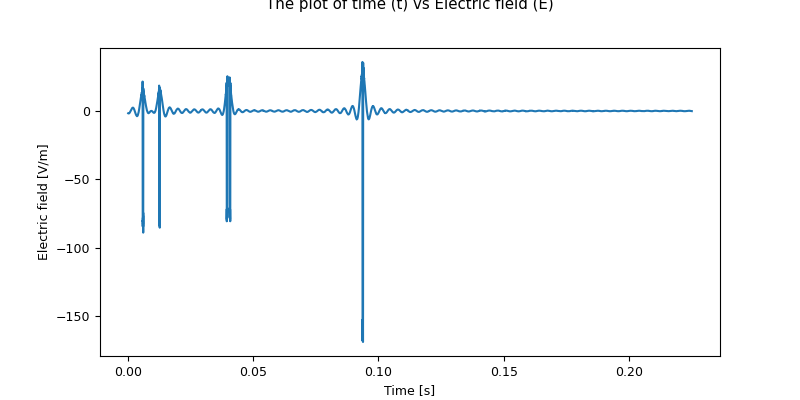 The plot of time (t) vs Electric field (E)
Electric field [V/m]
0
−50
−100
−150
0.00 0.05 0.10 0.15 0.20
Time [s]